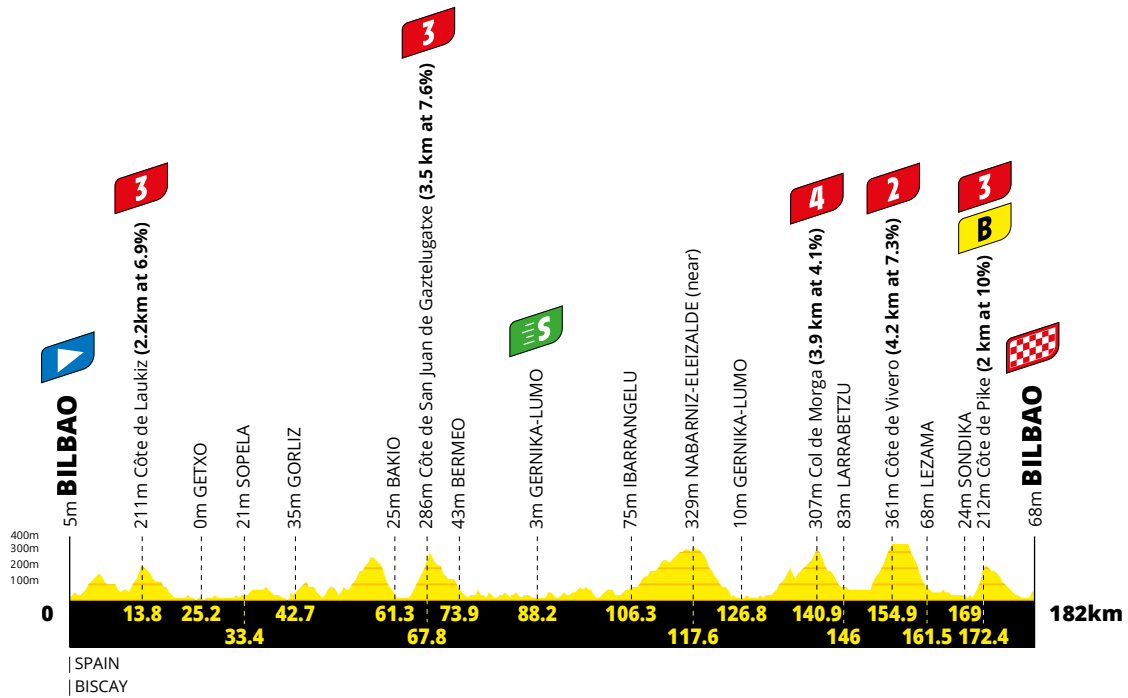 3
3
3
4
2
3
S
B
5m BILBAO
211m Côte de Laukiz (2.2km at 6.9%)
0m GETXO
21m SOPELA
35m GORLIZ
25m BAKIO
286m Côte de San Juan de Gaztelugatxe (3.5 km at 7.6%)
43m BERMEO
3m GERNIKA-LUMO
75m IBARRANGELU
329m NABARNIZ-ELEIZALDE (near)
10m GERNIKA-LUMO
307m Col de Morga (3.9 km at 4.1%)
83m LARRABETZU
361m Côte de Vivero (4.2 km at 7.3%)
68m LEZAMA
24m SONDIKA
212m Côte de Pike (2 km at 10%)
68m BILBAO
400m
300m
200m
100m
0 13.8 25.2 42.7 61.3 73.9 88.2 106.3 126.8 140.9 154.9 169 182km
33.4 67.8 117.6 146 161.5 172.4
|SPAIN
|BISCAY